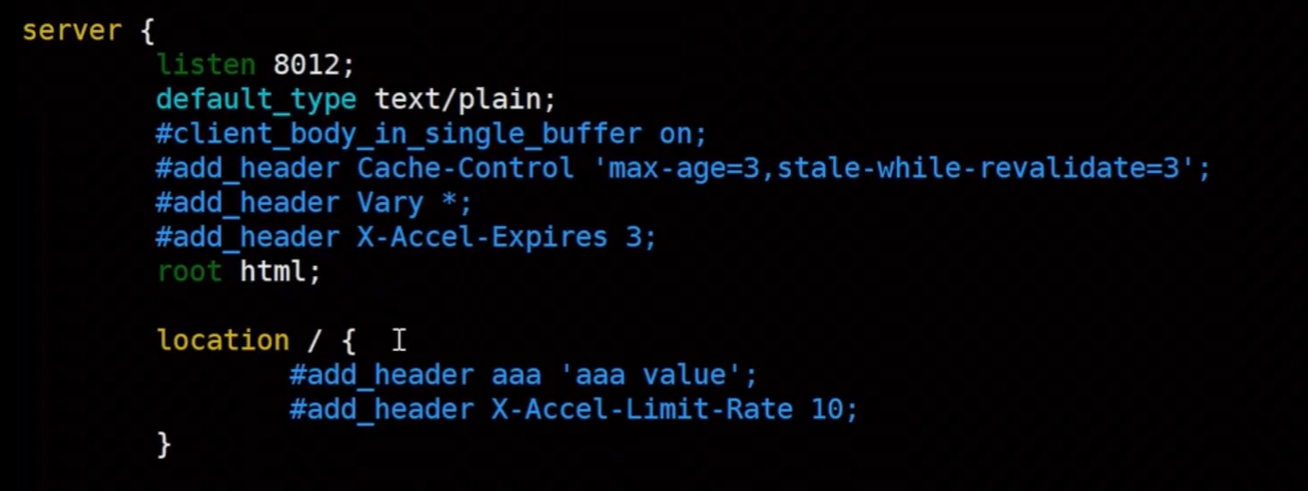 server {
listen 8012;
default_type text/plain;
#client_body_in_single_buffer on;
#add_header Cache-Control 'max-age=3,stale-while-revalidate=3';
#add_header Vary *;
#add_header X-Accel-Expires 3;
root html;
location / {
#add_header aaa 'aaa value';
#add_header X-Accel-Limit-Rate 10;
}